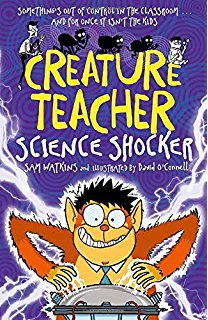 SOMETHING'S OUT OF CONTROL IN THE CLASSROOM . . .
AND FOR ONCE IT ISN'T THE KIDS
CREATURE
TEACHER
SCIENCE SHOCKER
SAM WATKINS and ILLUSTRATED BY David O'Connell